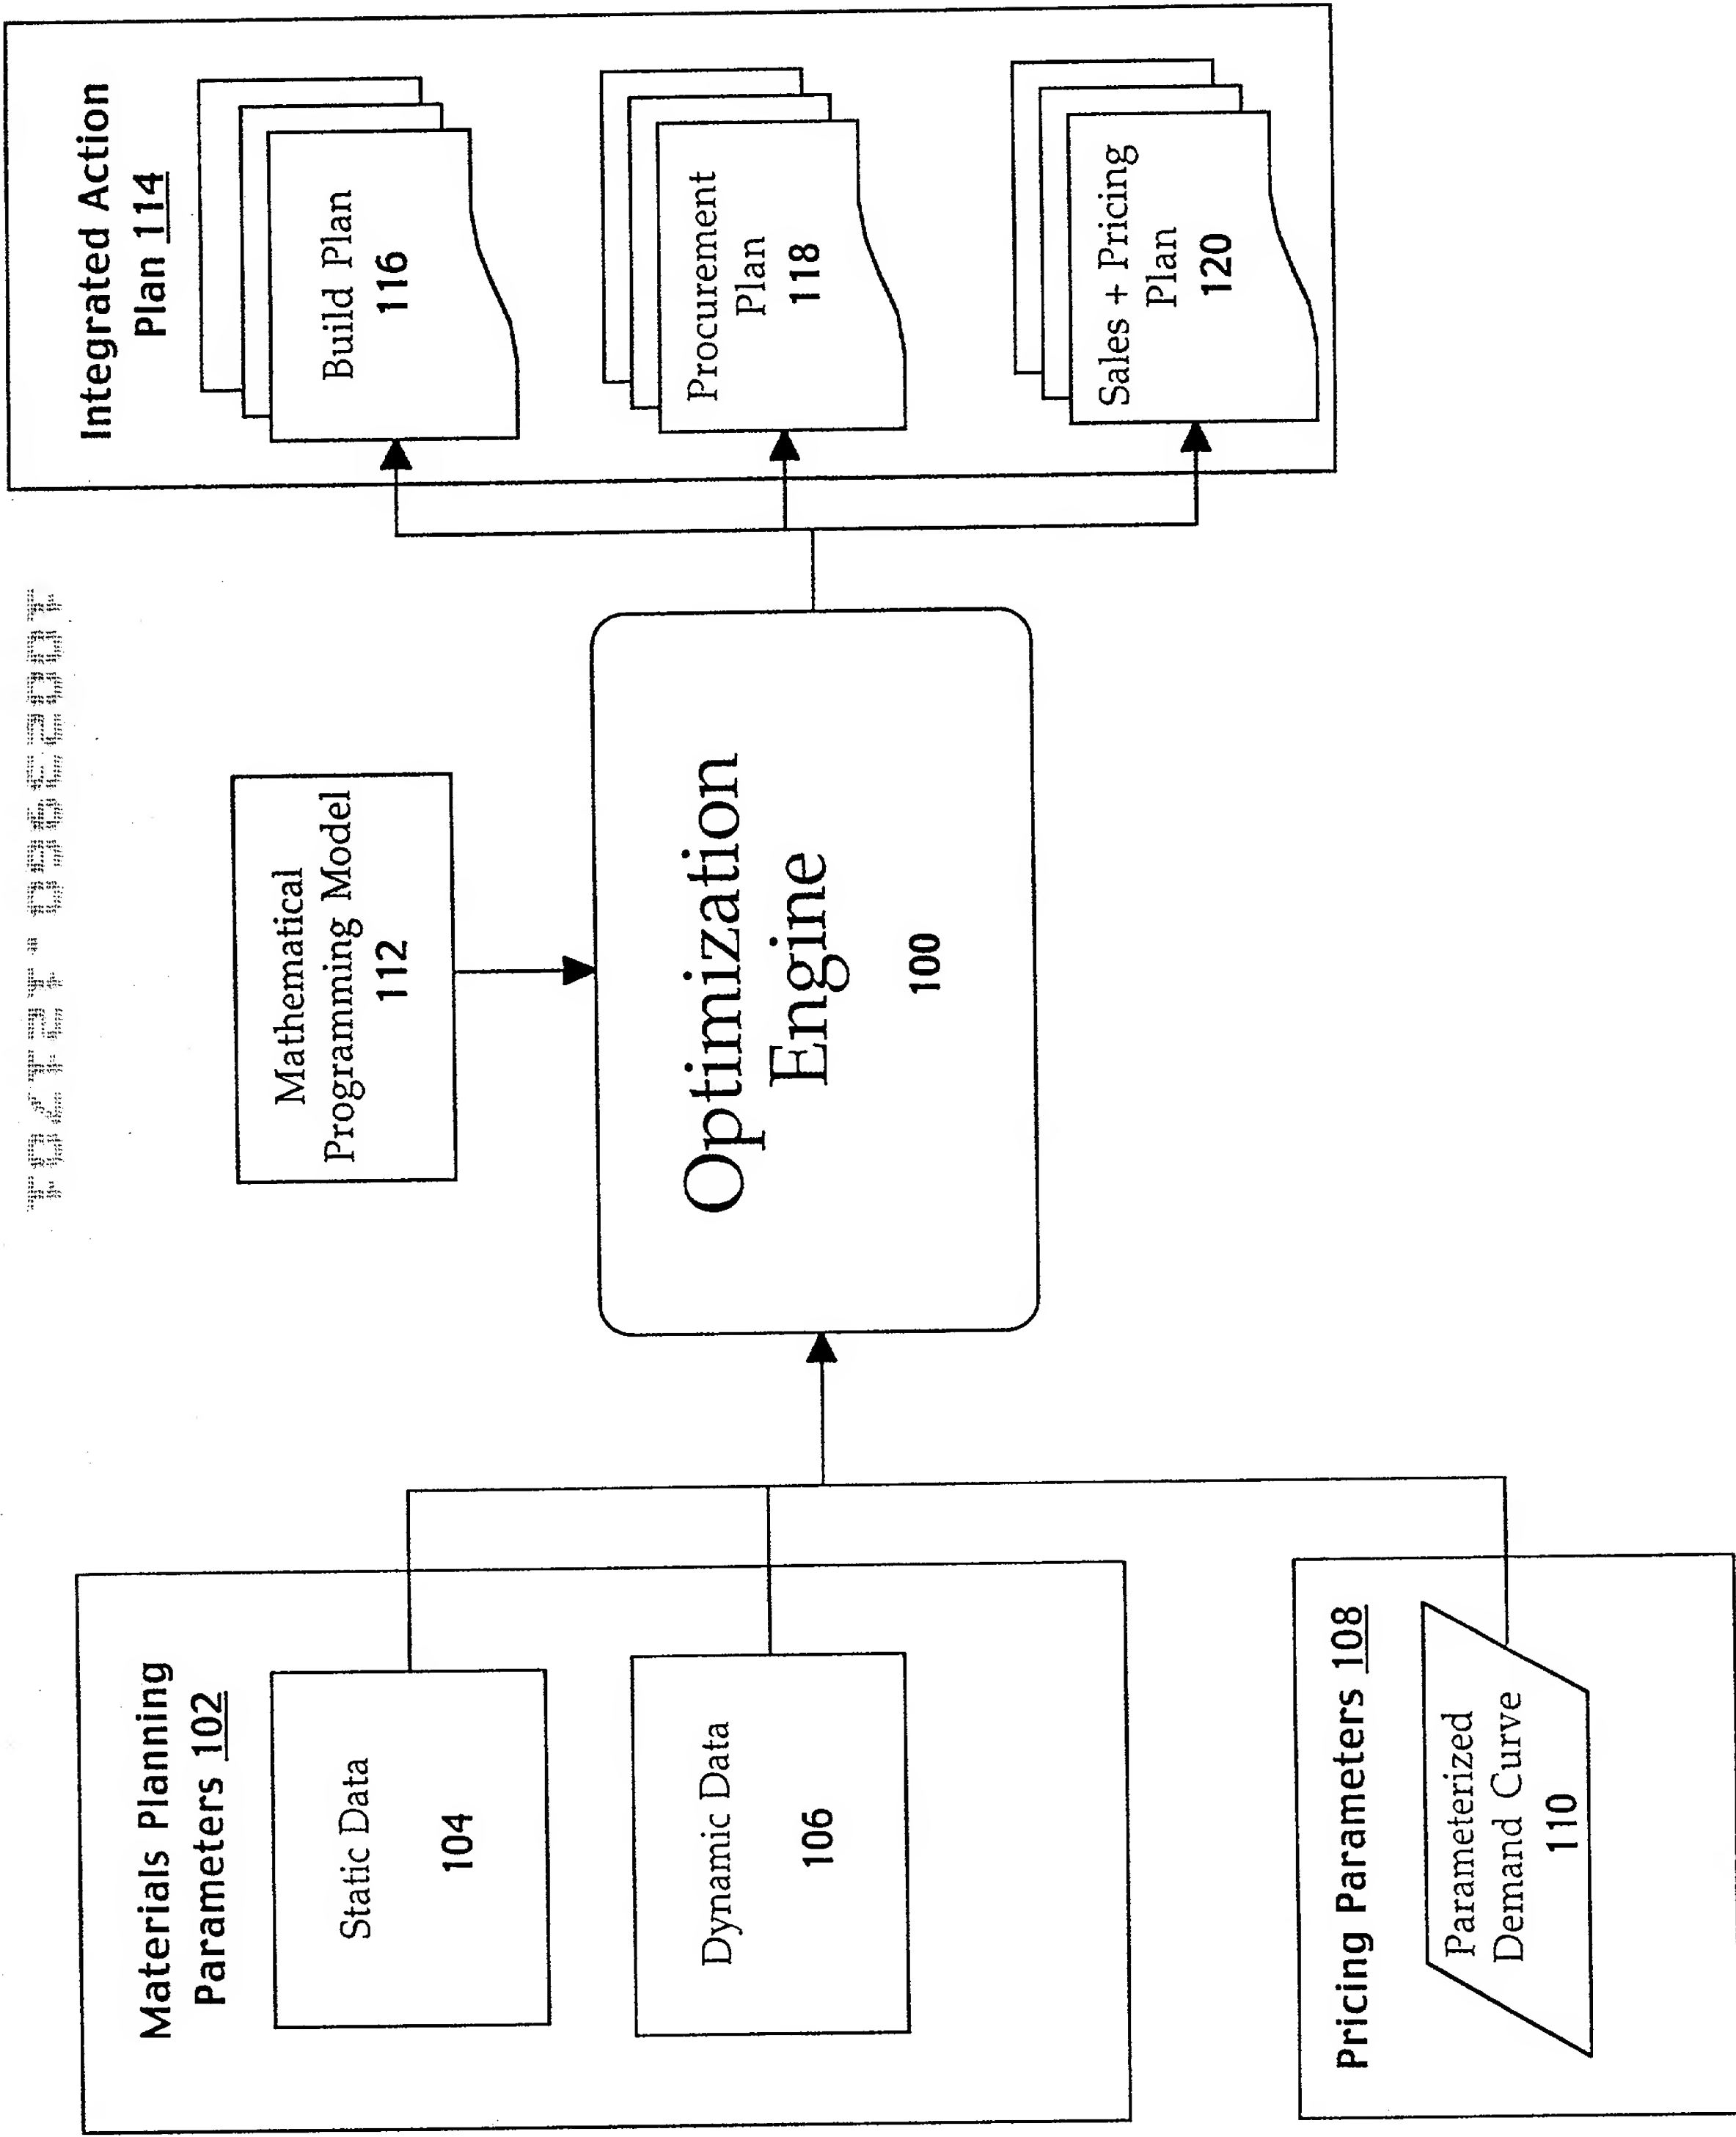 Materials Planning
Parameters 102
Static Data
104
Dynamic Data
106
Pricing Parameters 108
Parameterized
Demand Curve
110
Mathematical
Programming Model
112
Optimization
Engine
100
Integrated Action
Plan 114
Build Plan
116
Procurement
Plan
118
Sales + Pricing
Plan
120